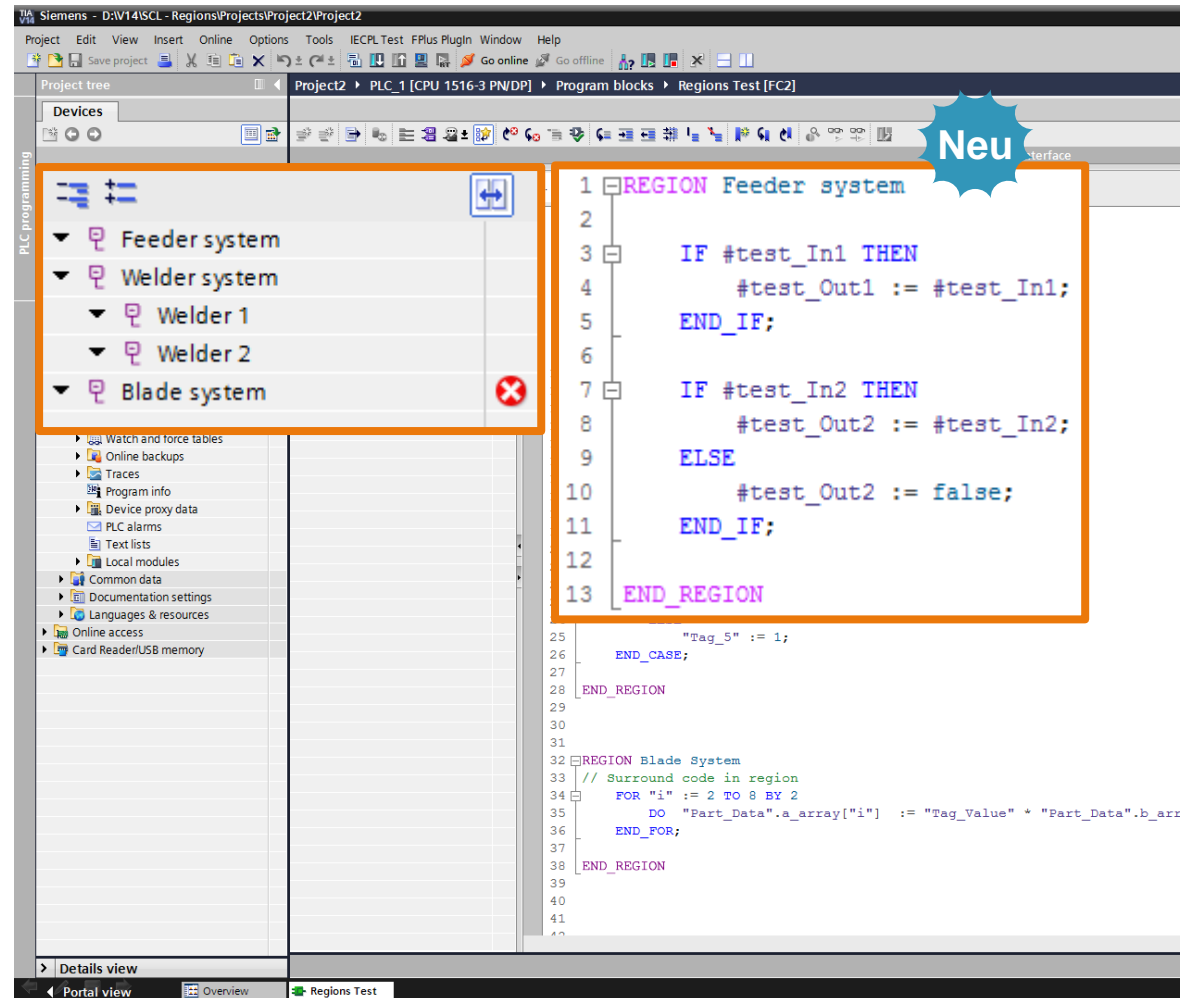 TIA V14 Siemens - D:\V14\SCL - Regions\Projects\Project2\Project2
Project Edit View Insert Online Options Tools IECPL Test FPlus PlugIn Window Help
Save project Go online Go offline
Project tree
Project2 PLC_1 [CPU 1516-3 PN/DP] Program blocks Regions Test [FC2]
Devices
PLC programming
Neu
Feeder system
Welder system
Welder 1
Welder 2
Blade system
Watch and force tables
Online backups
Traces
Program info
Device proxy data
PLC alarms
Text lists
Local modules
Common data
Documentation settings
Languages & resources
Online access
Card Reader/USB memory
1 REGION Feeder system
2
3 IF #test_In1 THEN
4 #test_Out1 := #test_In1;
5 END_IF;
6
7 IF #test_In2 THEN
8 #test_Out2 := #test_In2;
9 ELSE
10 #test_Out2 := false;
11 END_IF;
12
13 END_REGION
25 "Tag_5" := 1;
26 END_CASE;
27
28 END_REGION
29
30
31
32 REGION Blade System
33 // Surround code in region
34 FOR "i" := 2 TO 8 BY 2
35 DO "Part_Data".a_array["i"] := "Tag_Value" * "Part_Data".b_arr
36 END_FOR;
37
38 END_REGION
39
40
41
Details view
Portal view Overview Regions Test